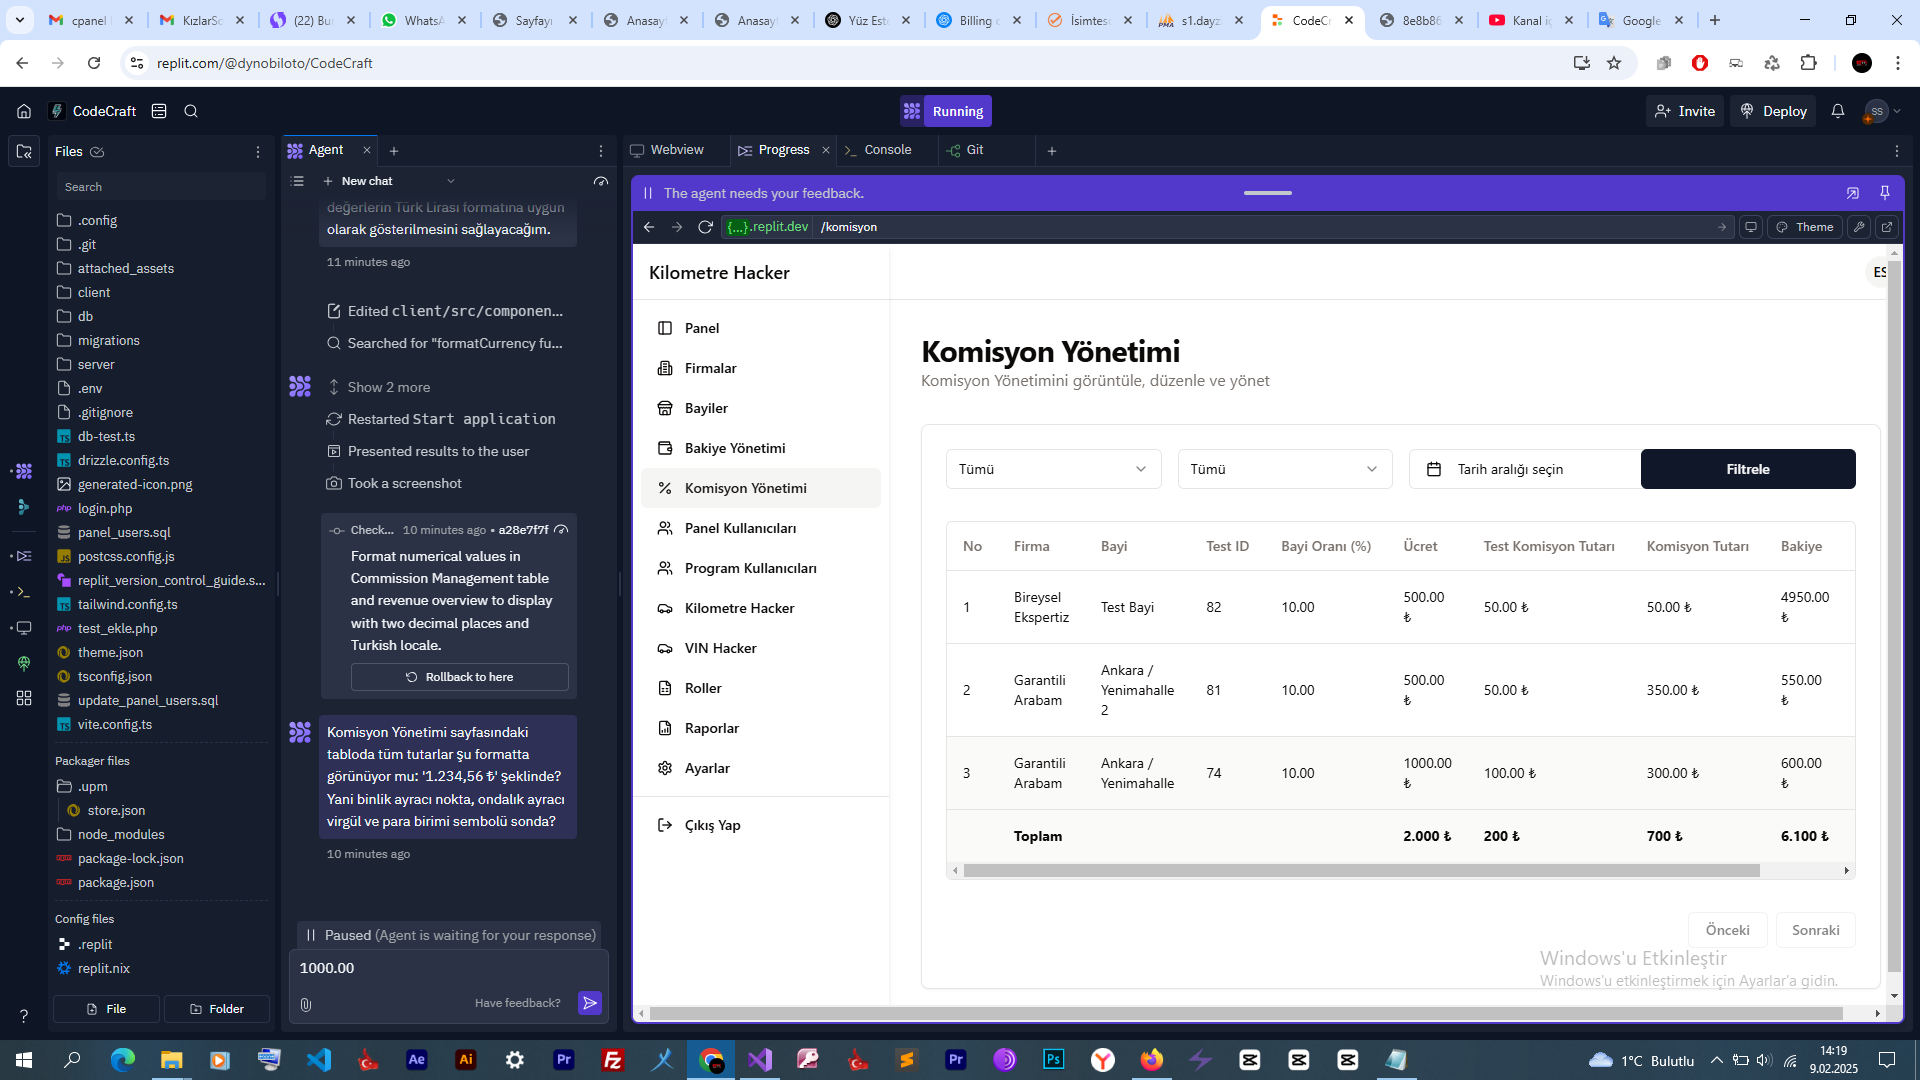 cpanel
KızlarSo
(22) Bu
WhatsA
Sayfayı
Anasay
Anasay
Yüz Este
Billing
İsimtesc
s1.dayz
CodeCr
8e8b86
Kanal iç
Google
replit.com/@dynobiloto/CodeCraft
CodeCraft
Running
Invite
Deploy
SS
Files
Search
.config
.git
attached_assets
client
db
migrations
server
.env
.gitignore
db-test.ts
drizzle.config.ts
generated-icon.png
login.php
panel_users.sql
postcss.config.js
replit_version_control_guide.s...
tailwind.config.ts
test_ekle.php
theme.json
tsconfig.json
update_panel_users.sql
vite.config.ts
Packager files
.upm
store.json
node_modules
package-lock.json
package.json
Config files
.replit
replit.nix
File
Folder
Agent
New chat
değerlerin Türk Lirası formatına uygun
olarak gösterilmesini sağlayacağım.
11 minutes ago
Edited client/src/componen...
Searched for "formatCurrency fu...
Show 2 more
Restarted Start application
Presented results to the user
Took a screenshot
Check... 10 minutes ago • a28e7f7f
Format numerical values in
Commission Management table
and revenue overview to display
with two decimal places and
Turkish locale.
Rollback to here
Komisyon Yönetimi sayfasındaki
tabloda tüm tutarlar şu formatta
görünüyor mu: '1.234,56 ₺' şeklinde?
Yani binlik ayracı nokta, ondalık ayracı
virgül ve para birimi sembolü sonda?
10 minutes ago
Paused (Agent is waiting for your response)
1000.00
Have feedback?
Webview
Progress
Console
Git
The agent needs your feedback.
{...}.replit.dev
/komisyon
Theme
Kilometre Hacker
ES
Panel
Firmalar
Bayiler
Bakiye Yönetimi
Komisyon Yönetimi
Panel Kullanıcıları
Program Kullanıcıları
Kilometre Hacker
VIN Hacker
Roller
Raporlar
Ayarlar
Çıkış Yap
Komisyon Yönetimi
Komisyon Yönetimini görüntüle, düzenle ve yönet
Tümü
Tümü
Tarih aralığı seçin
Filtrele
No Firma Bayi Test ID Bayi Oranı (%) Ücret Test Komisyon Tutarı Komisyon Tutarı Bakiye
1 Bireysel Ekspertiz Test Bayi 82 10.00 500.00 ₺ 50.00 ₺ 50.00 ₺ 4950.00 ₺
2 Garantili Arabam Ankara / Yenimahalle 2 81 10.00 500.00 ₺ 50.00 ₺ 350.00 ₺ 550.00 ₺
3 Garantili Arabam Ankara / Yenimahalle 74 10.00 1000.00 ₺ 100.00 ₺ 300.00 ₺ 600.00 ₺
Toplam 2.000 ₺ 200 ₺ 700 ₺ 6.100 ₺
Önceki
Sonraki
Windows'u Etkinleştir
Windows'u etkinleştirmek için Ayarlar'a gidin.
1°C Bulutlu
14:19
9.02.2025